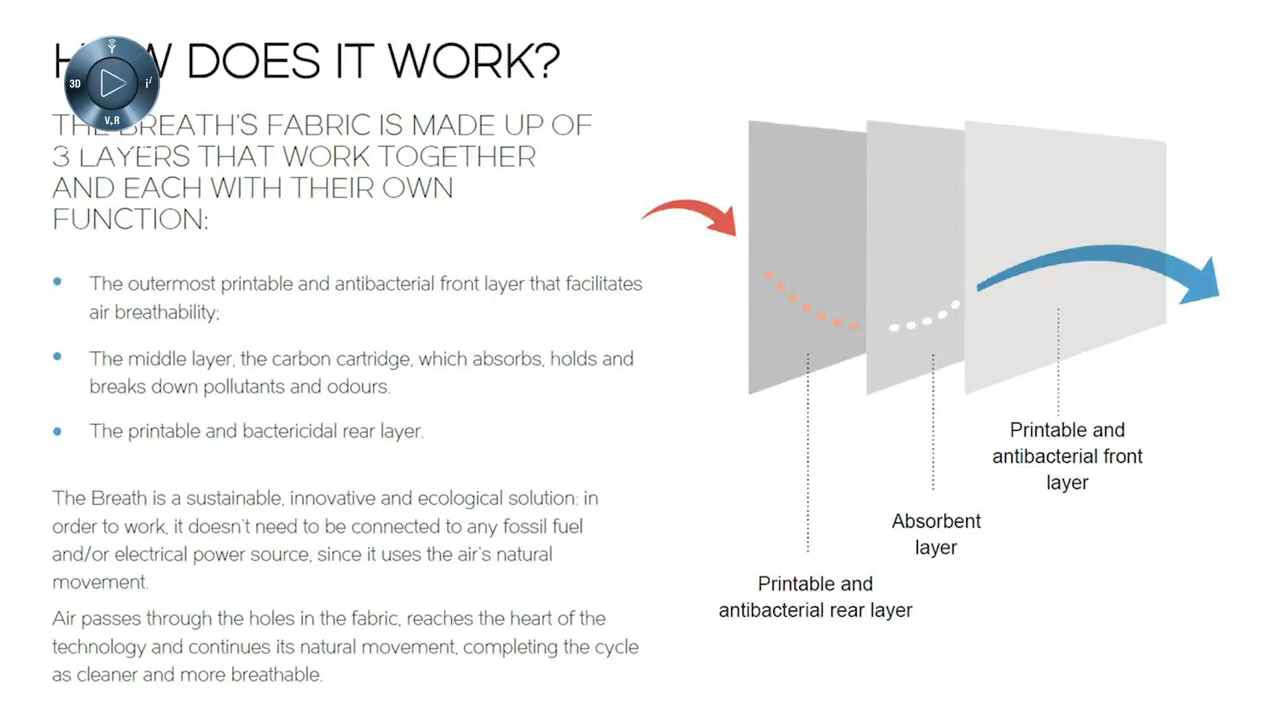 HOW DOES IT WORK?
3D
V,R
THE BREATH'S FABRIC IS MADE UP OF
3 LAYERS THAT WORK TOGETHER
AND EACH WITH THEIR OWN
FUNCTION:
• The outermost printable and antibacterial front layer that facilitates
air breathability;
• The middle layer, the carbon cartridge, which absorbs, holds and
breaks down pollutants and odours.
• The printable and bactericidal rear layer.
The Breath is a sustainable, innovative and ecological solution: in
order to work, it doesn't need to be connected to any fossil fuel
and/or electrical power source, since it uses the air's natural
movement.
Air passes through the holes in the fabric, reaches the heart of the
technology and continues its natural movement, completing the cycle
as cleaner and more breathable.
Printable and
antibacterial front
layer
Absorbent
layer
Printable and
antibacterial rear layer